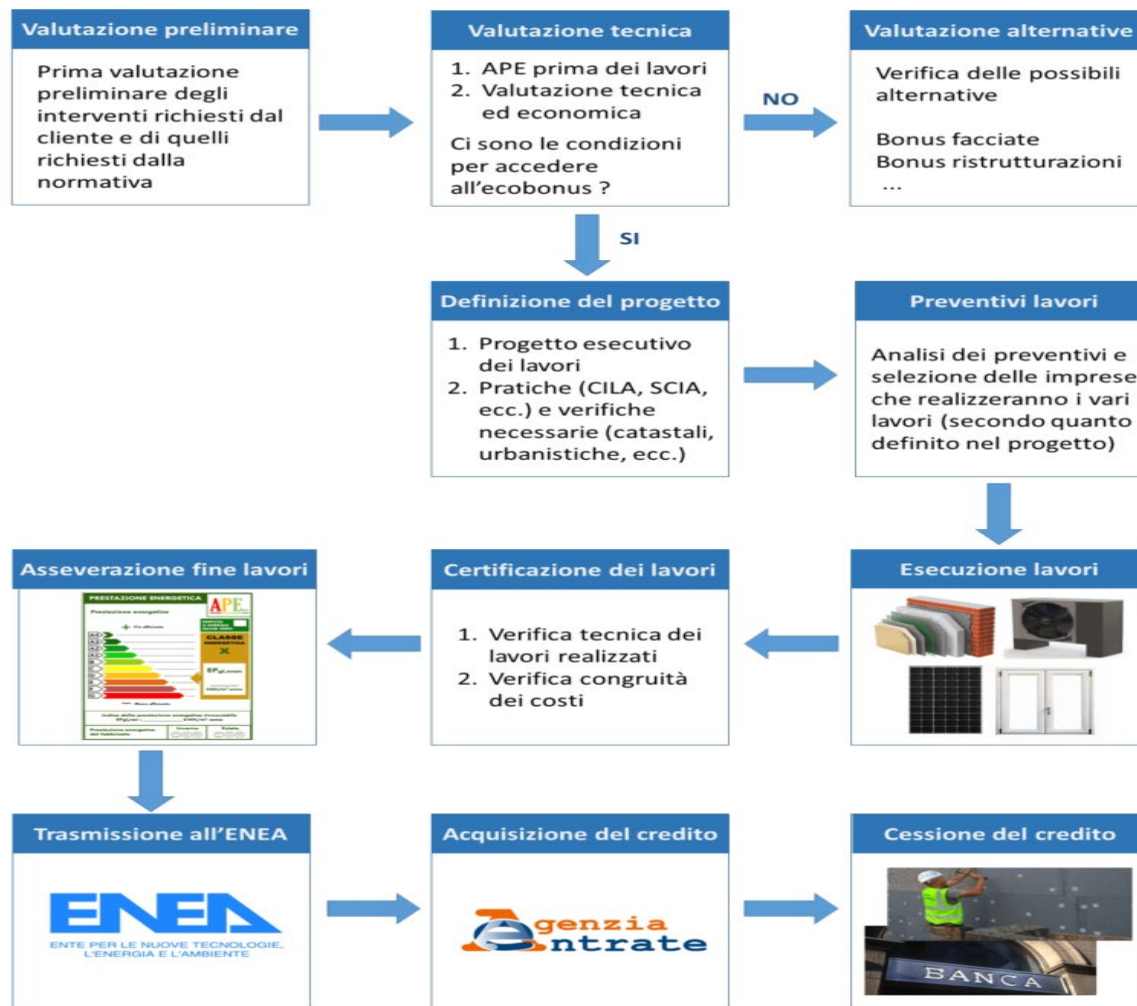 Valutazione preliminare
Prima valutazione
preliminare degli
interventi richiesti dal
cliente e di quelli
richiesti dalla
normativa
Valutazione tecnica
1. APE prima dei lavori
2. Valutazione tecnica
ed economica
Ci sono le condizioni
per accedere
all'ecobonus ?
NO
Valutazione alternative
Verifica delle possibili
alternative
Bonus facciate
Bonus ristrutturazioni
...
SI
Definizione del progetto
1. Progetto esecutivo
dei lavori
2. Pratiche (CILA, SCIA,
ecc.) e verifiche
necessarie (catastali,
urbanistiche, ecc.)
Preventivi lavori
Analisi dei preventivi e
selezione delle imprese
che realizzeranno i vari
lavori (secondo quanto
definito nel progetto)
Esecuzione lavori
Certificazione dei lavori
1. Verifica tecnica dei
lavori realizzati
2. Verifica congruità
dei costi
Asseverazione fine lavori
PRESTAZIONE ENERGETICA
APE
Prestazione energetica
CLASSE
ENERGETICA
X
Trasmissione all'ENEA
ENEA
ENTE PER LE NUOVE TECNOLOGIE,
L'ENERGIA E L'AMBIENTE
Acquisizione del credito
Agenzia
Entrate
Cessione del credito
BANCA